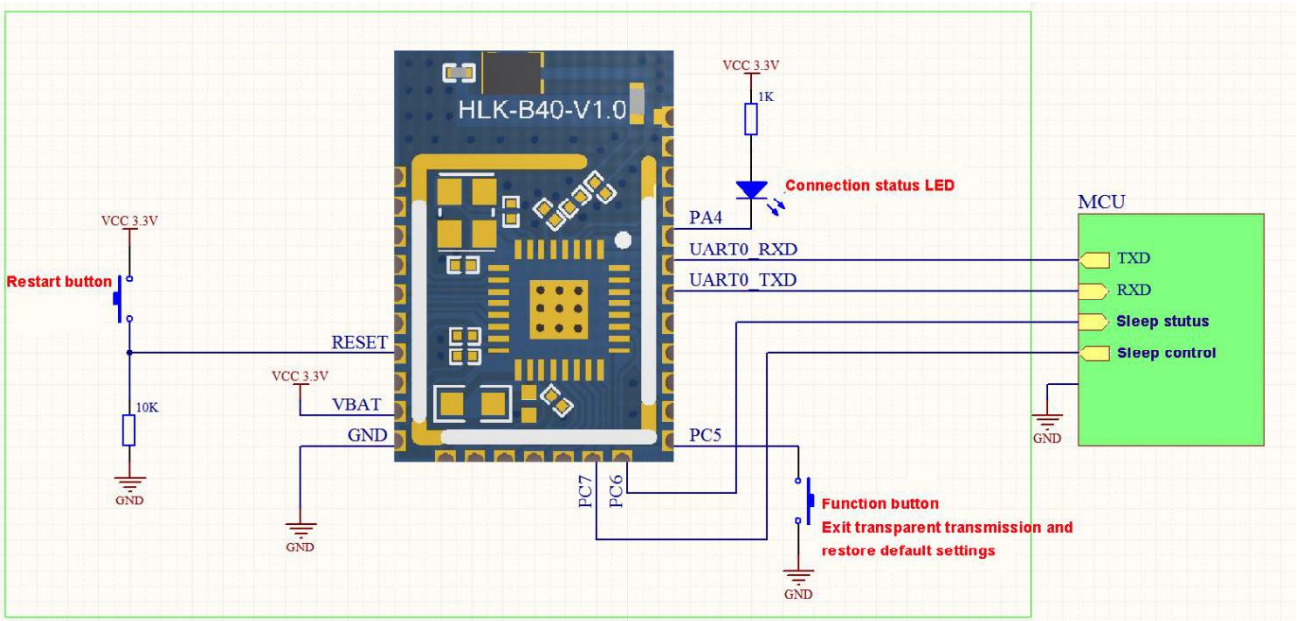 HLK-B40-V1.0
VCC 3.3V
1K
Connection status LED
PA4
UART0_RXD
UART0_TXD
MCU
TXD
RXD
Sleep stutus
Sleep control
GND
VCC 3.3V
Restart button
RESET
10K
GND
VCC 3.3V
VBAT
GND
GND
PC7
PC6
PC5
Function button
Exit transparent transmission and
restore default settings
GND